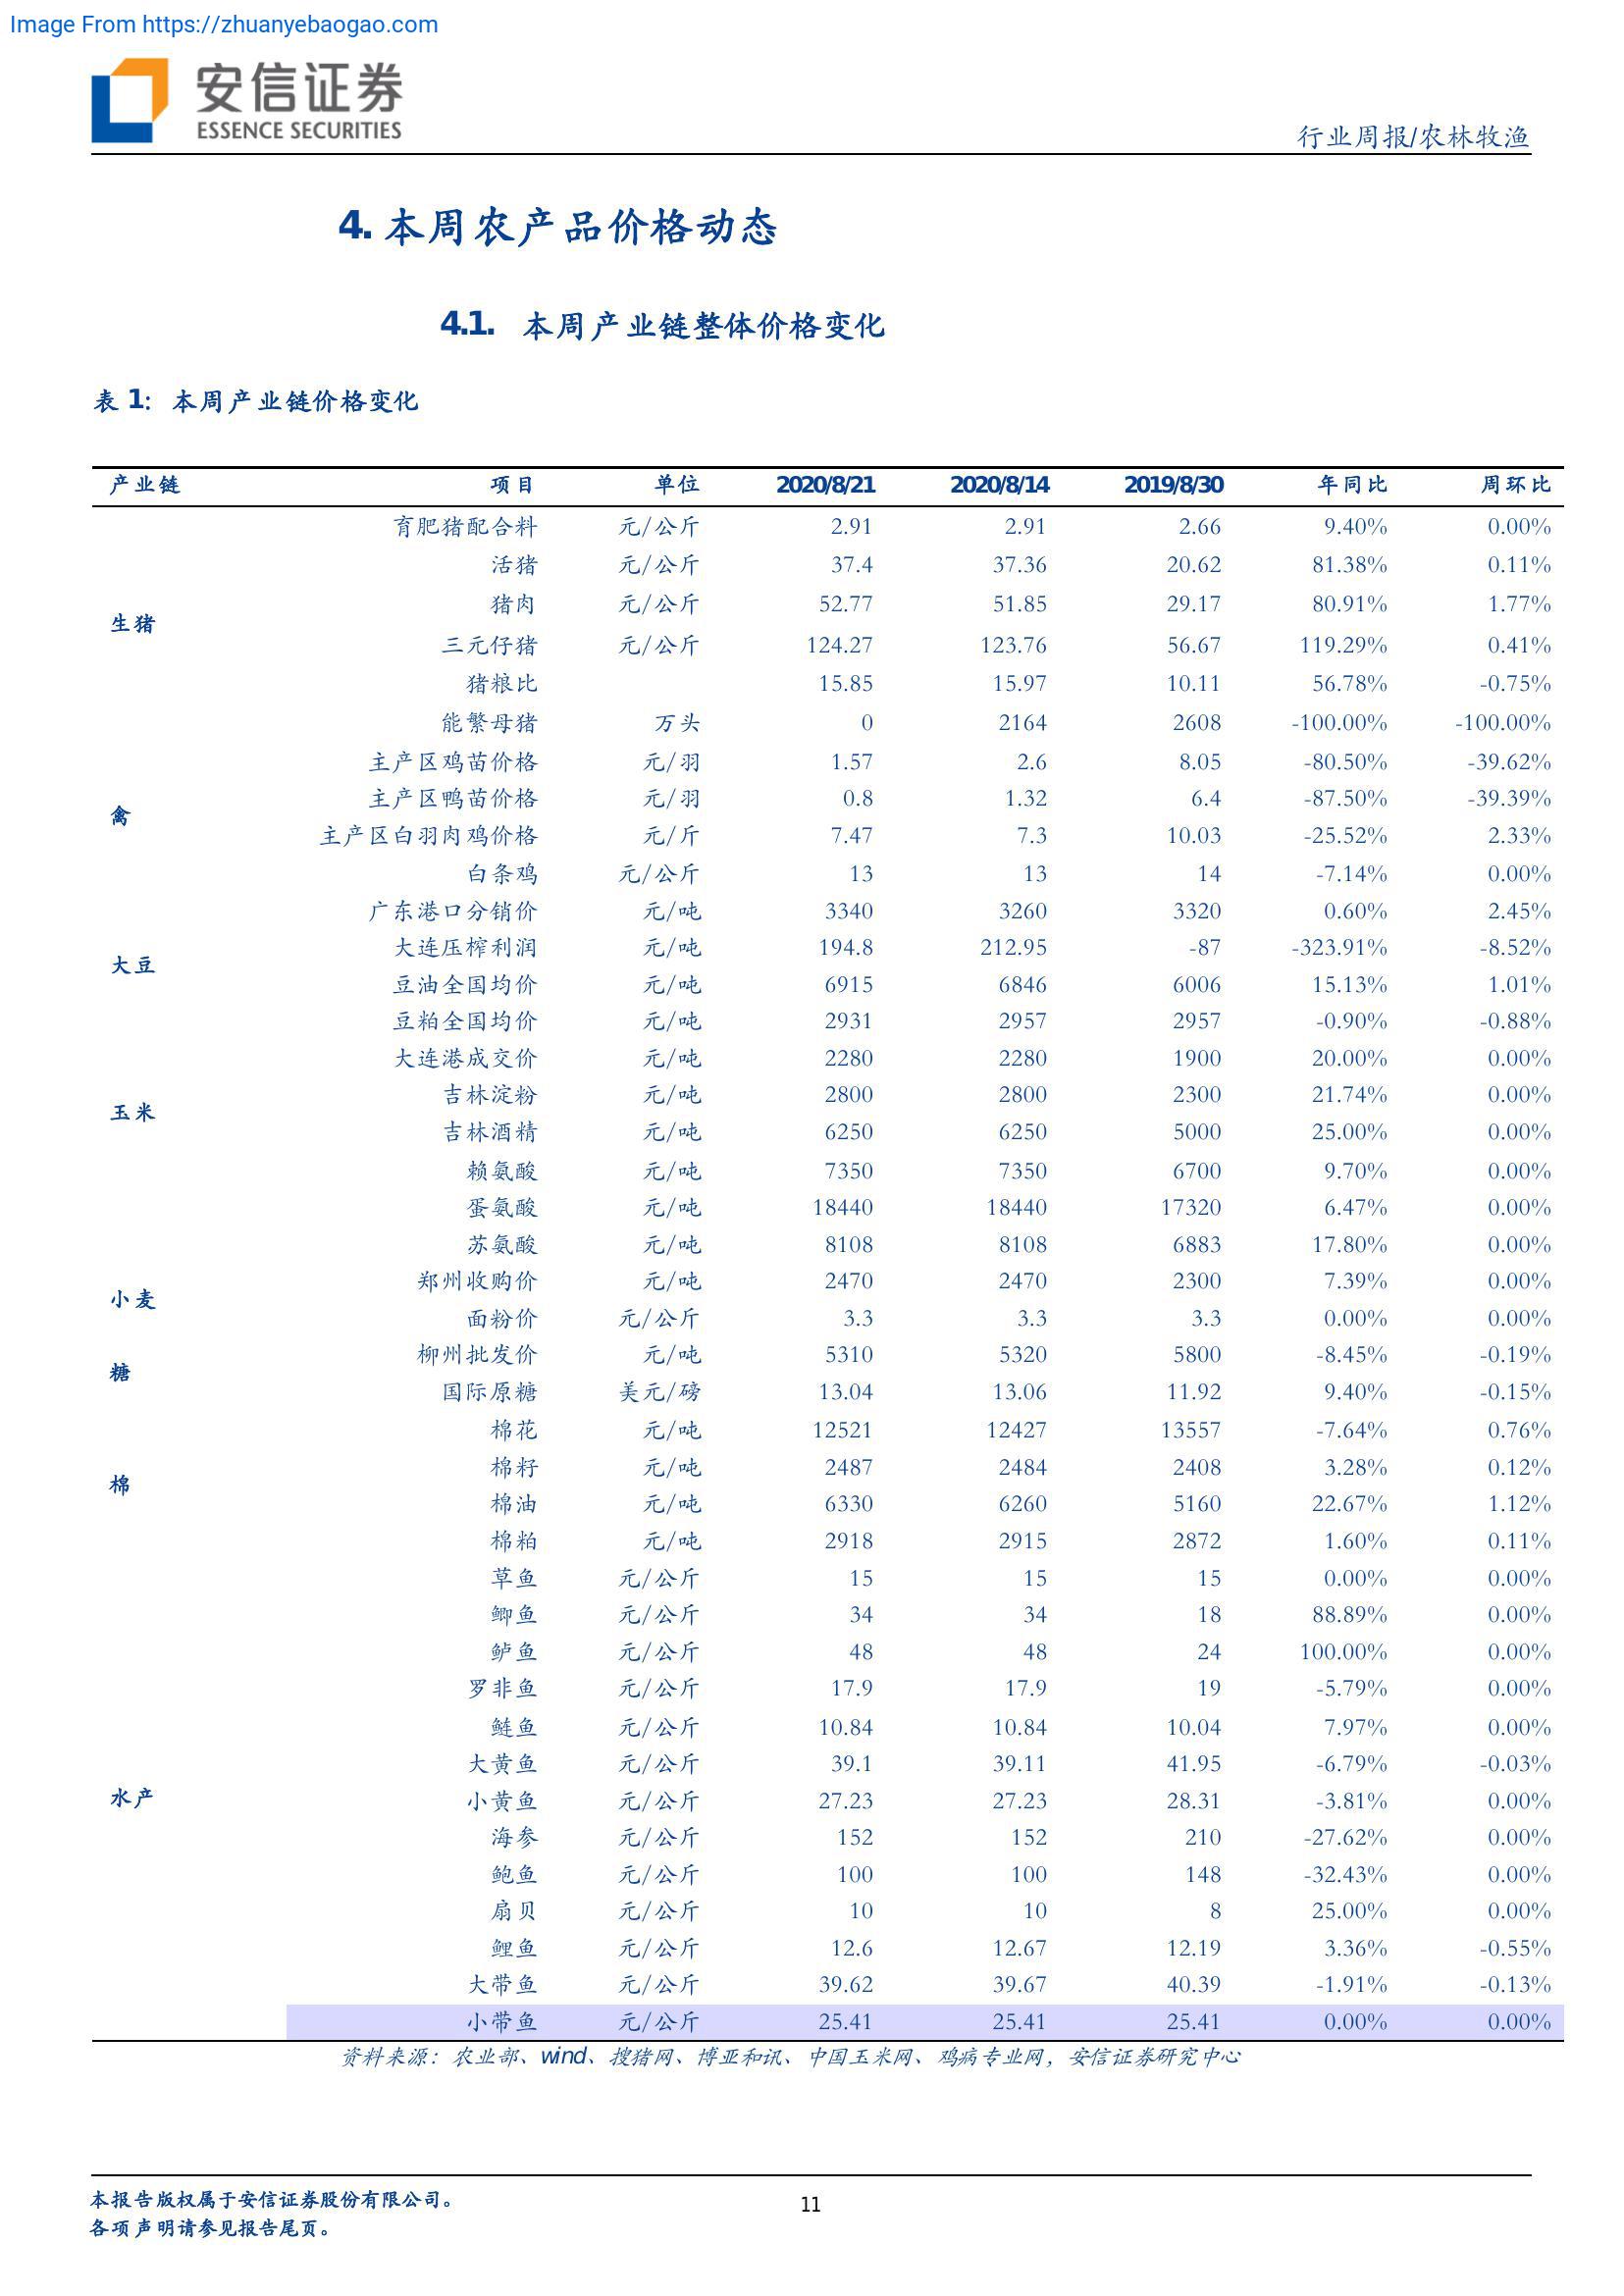 Image From https://zhuanyebaogao.com
安信证券
ESSENCE SECURITIES
行业周报/农林牧渔
4. 本周农产品价格动态
4.1. 本周产业链整体价格变化
表 1: 本周产业链价格变化
产业链 项目 单位 2020/8/21 2020/8/14 2019/8/30 年同比 周环比
育肥猪配合料 元/公斤 2.91 2.91 2.66 9.40% 0.00%
活猪 元/公斤 37.4 37.36 20.62 81.38% 0.11%
猪肉 元/公斤 52.77 51.85 29.17 80.91% 1.77%
生猪
三元仔猪 元/公斤 124.27 123.76 56.67 119.29% 0.41%
猪粮比 15.85 15.97 10.11 56.78% -0.75%
能繁母猪 万头 0 2164 2608 -100.00% -100.00%
主产区鸡苗价格 元/羽 1.57 2.6 8.05 -80.50% -39.62%
主产区鸭苗价格 元/羽 0.8 1.32 6.4 -87.50% -39.39%
禽
主产区白羽肉鸡价格 元/斤 7.47 7.3 10.03 -25.52% 2.33%
白条鸡 元/公斤 13 13 14 -7.14% 0.00%
广东港口分销价 元/吨 3340 3260 3320 0.60% 2.45%
大连压榨利润 元/吨 194.8 212.95 -87 -323.91% -8.52%
大豆
豆油全国均价 元/吨 6915 6846 6006 15.13% 1.01%
豆粕全国均价 元/吨 2931 2957 2957 -0.90% -0.88%
大连港成交价 元/吨 2280 2280 1900 20.00% 0.00%
吉林淀粉 元/吨 2800 2800 2300 21.74% 0.00%
玉米
吉林酒精 元/吨 6250 6250 5000 25.00% 0.00%
赖氨酸 元/吨 7350 7350 6700 9.70% 0.00%
蛋氨酸 元/吨 18440 18440 17320 6.47% 0.00%
苏氨酸 元/吨 8108 8108 6883 17.80% 0.00%
郑州收购价 元/吨 2470 2470 2300 7.39% 0.00%
小麦
面粉价 元/公斤 3.3 3.3 3.3 0.00% 0.00%
柳州批发价 元/吨 5310 5320 5800 -8.45% -0.19%
糖
国际原糖 美元/磅 13.04 13.06 11.92 9.40% -0.15%
棉花 元/吨 12521 12427 13557 -7.64% 0.76%
棉籽 元/吨 2487 2484 2408 3.28% 0.12%
棉
棉油 元/吨 6330 6260 5160 22.67% 1.12%
棉粕 元/吨 2918 2915 2872 1.60% 0.11%
草鱼 元/公斤 15 15 15 0.00% 0.00%
鲫鱼 元/公斤 34 34 18 88.89% 0.00%
鲈鱼 元/公斤 48 48 24 100.00% 0.00%
罗非鱼 元/公斤 17.9 17.9 19 -5.79% 0.00%
鲢鱼 元/公斤 10.84 10.84 10.04 7.97% 0.00%
大黄鱼 元/公斤 39.1 39.11 41.95 -6.79% -0.03%
水产
小黄鱼 元/公斤 27.23 27.23 28.31 -3.81% 0.00%
海参 元/公斤 152 152 210 -27.62% 0.00%
鲍鱼 元/公斤 100 100 148 -32.43% 0.00%
扇贝 元/公斤 10 10 8 25.00% 0.00%
鲤鱼 元/公斤 12.6 12.67 12.19 3.36% -0.55%
大带鱼 元/公斤 39.62 39.67 40.39 -1.91% -0.13%
小带鱼 元/公斤 25.41 25.41 25.41 0.00% 0.00%
资料来源：农业部、wind、搜猪网、博亚和讯、中国玉米网、鸡病专业网，安信证券研究中心
本报告版权属于安信证券股份有限公司。
11
各项声明请参见报告尾页。